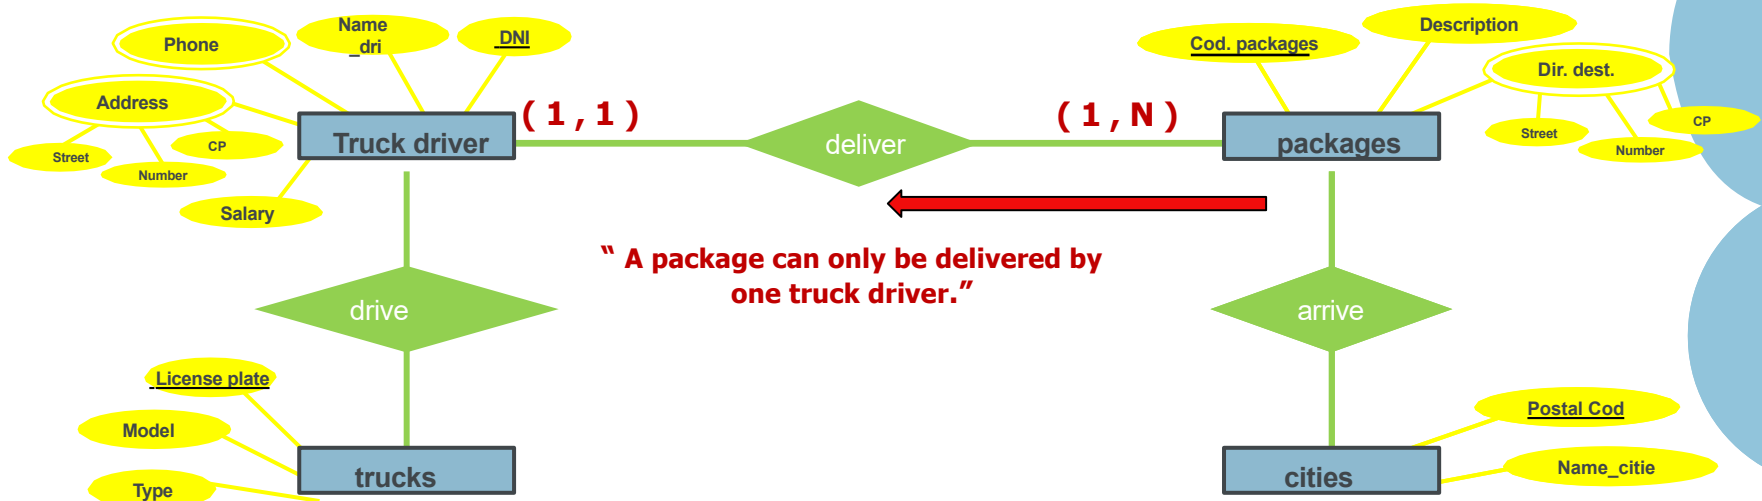 Name
_dri
DNI
Phone
Address
Street
Number
CP
Salary
Truck driver
( 1 , 1 )
deliver
( 1 , N )
packages
Cod. packages
Description
Dir. dest.
Street
Number
CP
“ A package can only be delivered by
one truck driver.”
drive
arrive
License plate
Model
Type
trucks
Postal Cod
Name_citie
cities